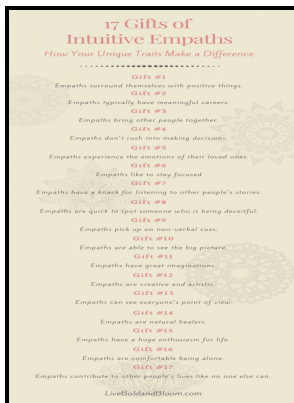 17 Gifts of
Intuitive Empaths
How Your Unique Traits Make a Difference
Gift #1
Empaths surround themselves with positive things.
Gift #2
Empaths typically have meaningful careers.
Gift #3
Empaths bring other people together.
Gift #4
Empaths don't rush into making decisions.
Gift #5
Empaths experience the emotions of their loved ones.
Gift #6
Empaths like to stay focused
Gift #7
Empaths have a knack for listening to other people's stories.
Gift #8
Empaths are quick to spot someone who is being deceitful.
Gift #9
Empaths pick up on non-verbal cues.
Gift #10
Empaths are able to see the big picture.
Gift #11
Empaths have great imaginations.
Gift #12
Empaths are creative and artistic.
Gift #13
Empaths can see everyone's point of view.
Gift #14
Empaths are natural healers.
Gift #15
Empaths have a huge enthusiasm for life.
Gift #16
Empaths are comfortable being alone.
Gift #17
Empaths contribute to other people's lives like no one else can.
LiveBoldandBloom.com